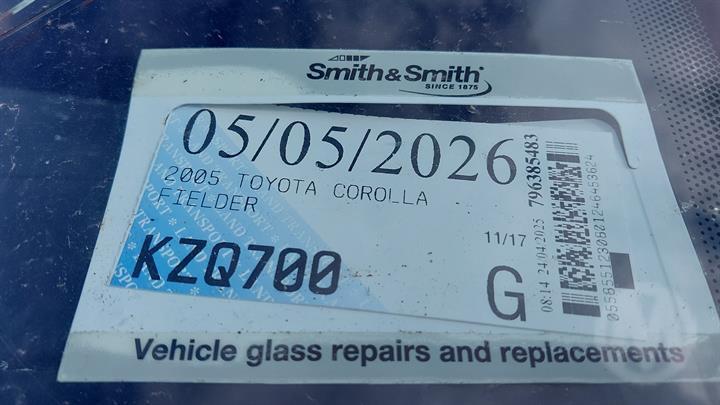 Smith&Smith
SINCE 1875
05/05/2026
2005 TOYOTA COROLLA
FIELDER
KZQ700
11/17
G
796385483
08:14 24/04/2025
Vehicle glass repairs and replacements